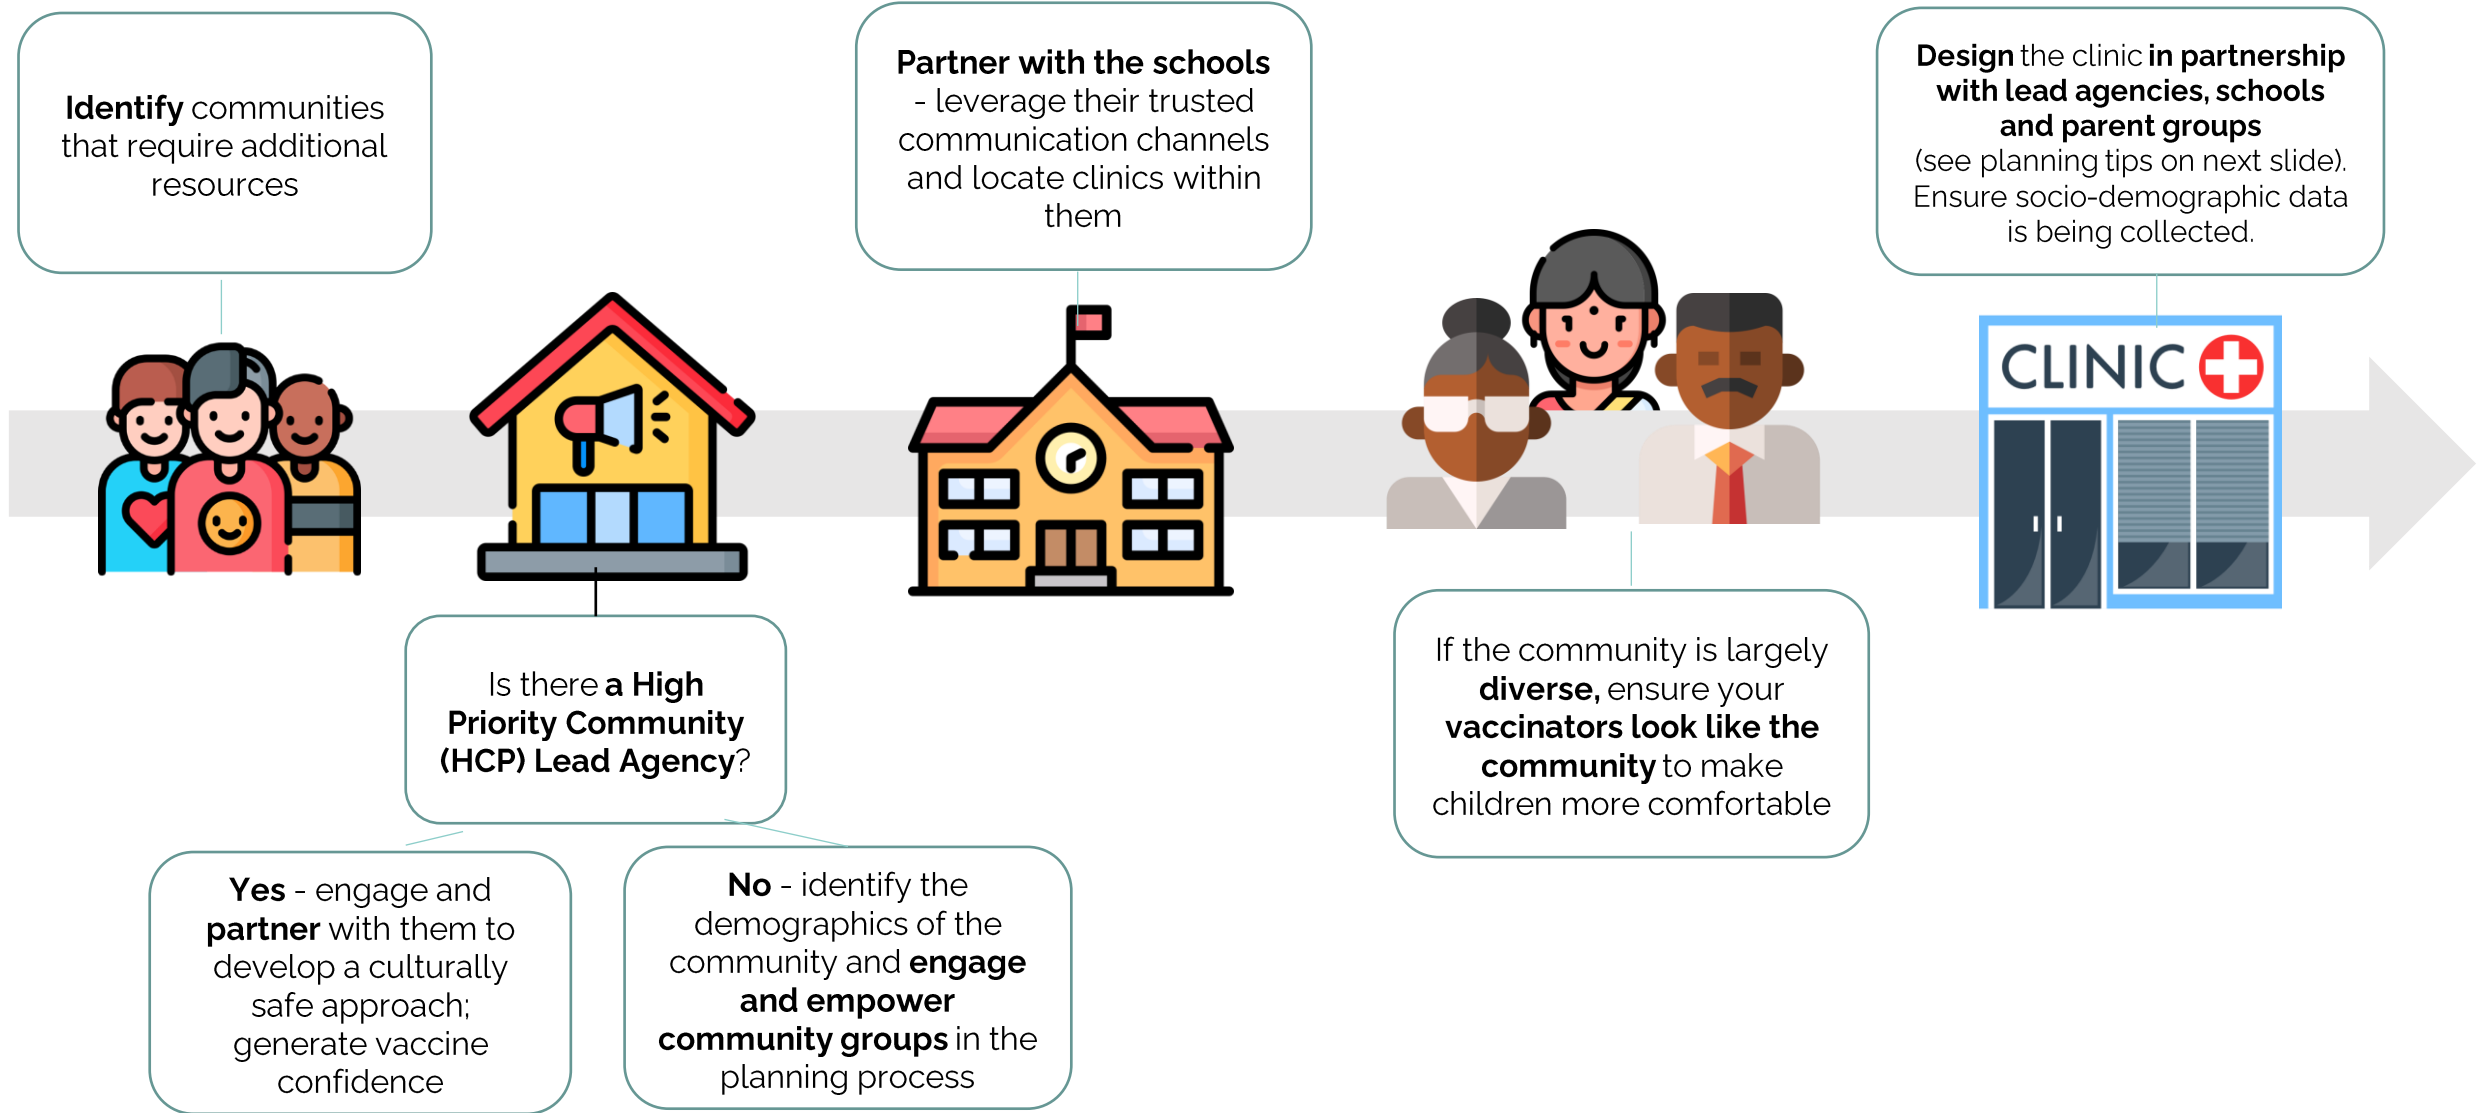 Identify communities
that require additional
resources
Is there a High
Priority Community
(HCP) Lead Agency?
Yes - engage and
partner with them to
develop a culturally
safe approach;
generate vaccine
confidence
No - identify the
demographics of the
community and engage
and empower
community groups in the
planning process
Partner with the schools
- leverage their trusted
communication channels
and locate clinics within
them
If the community is largely
diverse, ensure your
vaccinators look like the
community to make
children more comfortable
Design the clinic in partnership
with lead agencies, schools
and parent groups
(see planning tips on next slide).
Ensure socio-demographic data
is being collected.
CLINIC